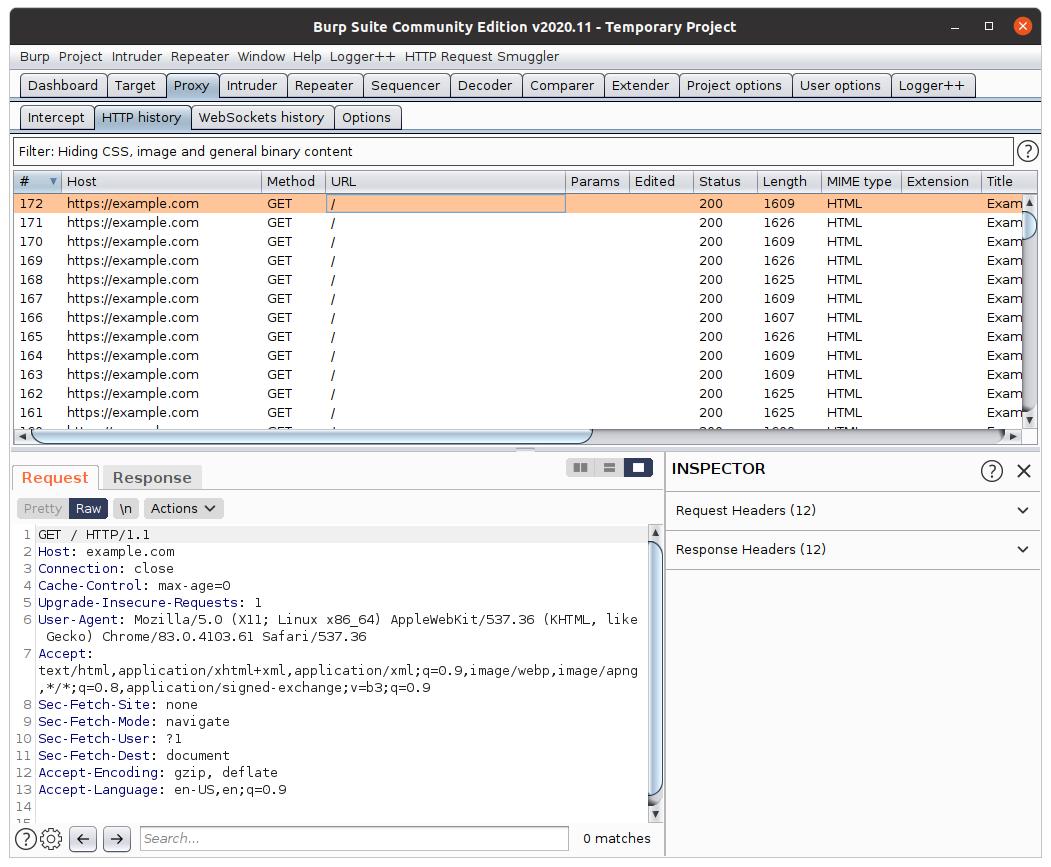 Burp Suite Community Edition v2020.11 - Temporary Project
Burp Project Intruder Repeater Window Help Logger++ HTTP Request Smuggler
Dashboard Target Proxy Intruder Repeater Sequencer Decoder Comparer Extender Project options User options Logger++
Intercept HTTP history WebSockets history Options
Filter: Hiding CSS, image and general binary content ?
# Host Method URL Params Edited Status Length MIME type Extension Title
172 https://example.com GET / 200 1609 HTML Exam
171 https://example.com GET / 200 1626 HTML Exam
170 https://example.com GET / 200 1609 HTML Exam
169 https://example.com GET / 200 1626 HTML Exam
168 https://example.com GET / 200 1625 HTML Exam
167 https://example.com GET / 200 1609 HTML Exam
166 https://example.com GET / 200 1607 HTML Exam
165 https://example.com GET / 200 1626 HTML Exam
164 https://example.com GET / 200 1609 HTML Exam
163 https://example.com GET / 200 1609 HTML Exam
162 https://example.com GET / 200 1625 HTML Exam
161 https://example.com GET / 200 1625 HTML Exam
Request Response
Pretty Raw \n Actions
1 GET / HTTP/1.1
2 Host: example.com
3 Connection: close
4 Cache-Control: max-age=0
5 Upgrade-Insecure-Requests: 1
6 User-Agent: Mozilla/5.0 (X11; Linux x86_64) AppleWebKit/537.36 (KHTML, like
Gecko) Chrome/83.0.4103.61 Safari/537.36
7 Accept:
text/html,application/xhtml+xml,application/xml;q=0.9,image/webp,image/apng
,*/*;q=0.8,application/signed-exchange;v=b3;q=0.9
8 Sec-Fetch-Site: none
9 Sec-Fetch-Mode: navigate
10 Sec-Fetch-User: ?1
11 Sec-Fetch-Dest: document
12 Accept-Encoding: gzip, deflate
13 Accept-Language: en-US,en;q=0.9
14
? Search... 0 matches
INSPECTOR ?
Request Headers (12)
Response Headers (12)